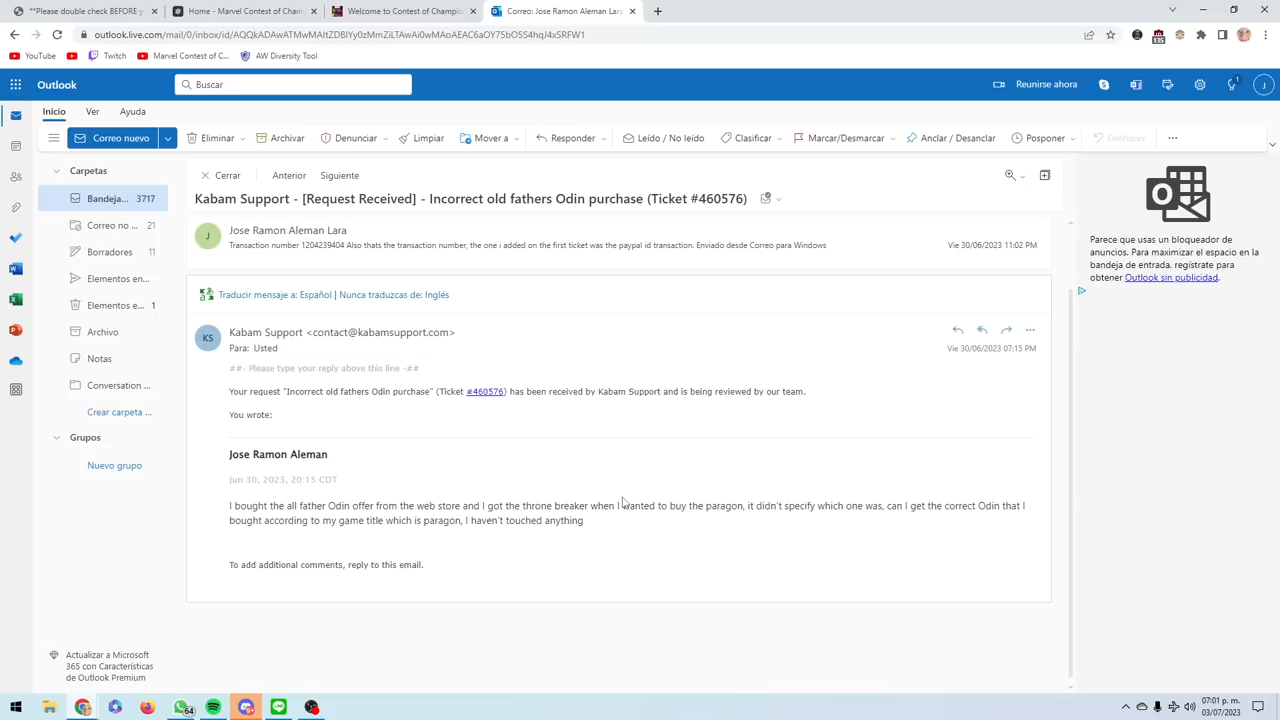 **Please double check BEFORE y
Home - Marvel Contest of Champ
Welcome to Contest of Champio
Correo: Jose Ramon Aleman Lara
outlook.live.com/mail/0/inbox/id/
YouTube
Twitch
Marvel Contest of C...
AW Diversity Tool
135
Outlook
Buscar
Reunirse ahora
1
J
Inicio
Ver
Ayuda
Correo nuevo
Eliminar
Archivar
Denunciar
Limpiar
Mover a
Responder
Leído / No leído
Clasificar
Marcar/Desmarcar
Anclar / Desanclar
Posponer
Deshacer
...
Carpetas
Bandeja... 3717
Correo no ... 21
Borradores 11
Elementos en...
Elementos e... 1
Archivo
Notas
Conversation ...
Crear carpeta ...
Grupos
Nuevo grupo
Actualizar a Microsoft
365 con Características
de Outlook Premium
Cerrar
Anterior
Siguiente
Kabam Support - [Request Received] - Incorrect old fathers Odin purchase (Ticket #460576)
J
Jose Ramon Aleman Lara
Transaction number 1204239404 Also thats the transaction number, the one i added on the first ticket was the paypal id transaction. Enviado desde Correo para Windows
Vie 30/06/2023 11:02 PM
Traducir mensaje a: Español | Nunca traduzcas de: Inglés
KS
Kabam Support <contact@kabamsupport.com>
Para: Usted
Vie 30/06/2023 07:15 PM
##- Please type your reply above this line -##
Your request "Incorrect old fathers Odin purchase" (Ticket #460576) has been received by Kabam Support and is being reviewed by our team.
You wrote:
Jose Ramon Aleman
Jun 30, 2023, 20:15 CDT
I bought the all father Odin offer from the web store and I got the throne breaker when I wanted to buy the paragon, it didn't specify which one was, can I get the correct Odin that I
bought according to my game title which is paragon, I haven't touched anything
To add additional comments, reply to this email.
Parece que usas un bloqueador de
anuncios. Para maximizar el espacio en la
bandeja de entrada, regístrate para
obtener Outlook sin publicidad.
64
07:01 p. m.
03/07/2023